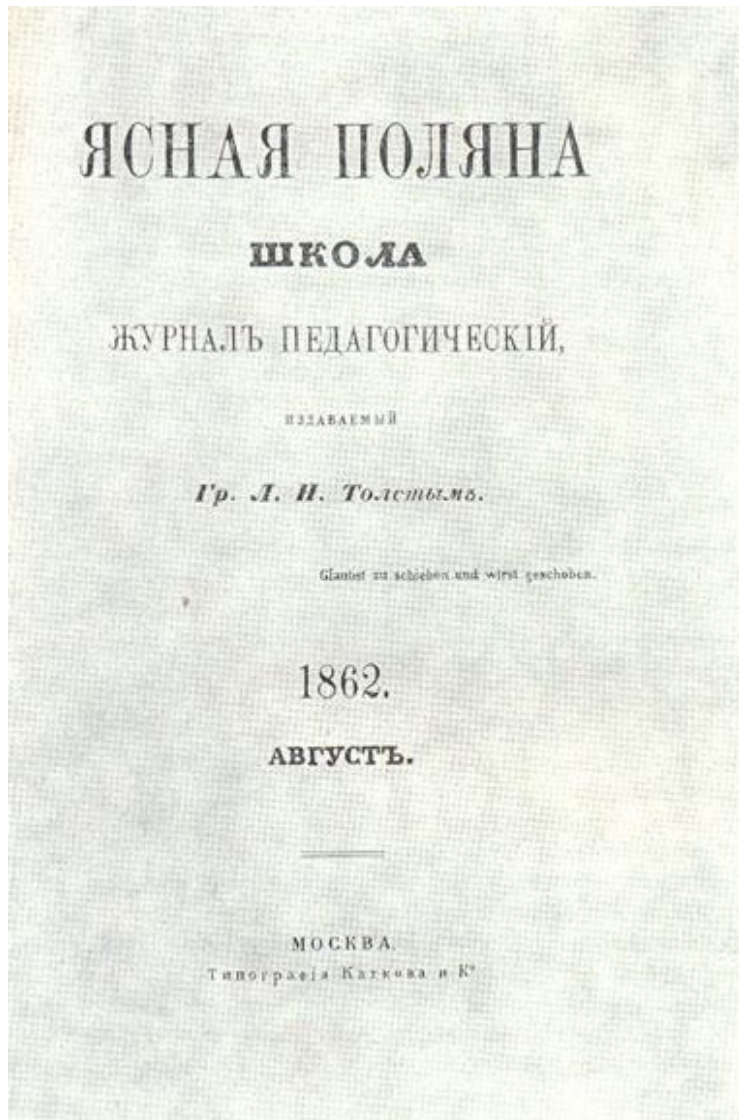 ЯСНАЯ ПОЛЯНА
ШКОЛА
ЖУРНАЛЪ ПЕДАГОГИЧЕСКІЙ,
ИЗДАВАЕМЫЙ
Гр. Л. Н. Толстымъ.
Glaubst zu schieben und wirst geschoben.
1862.
АВГУСТЪ.
МОСКВА.
Типографія Каткова и К°